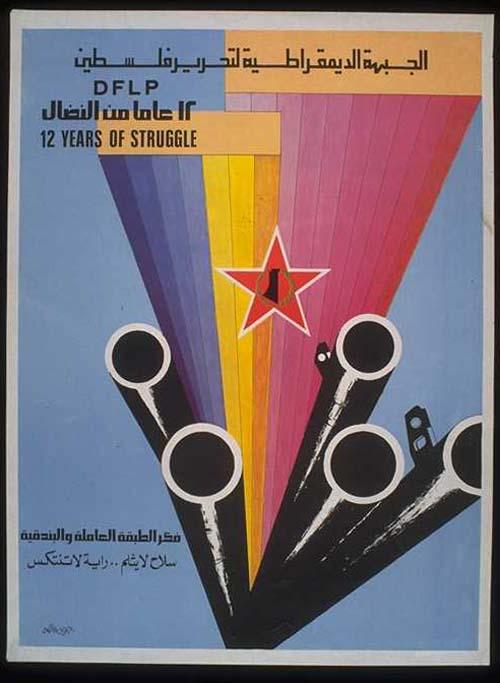 الجبهة الديمقراطية لتحرير فلسطين
DFLP
١٢ عاما من النضال
12 YEARS OF STRUGGLE
فكر الطبقة العاملة والبندقية
سلاح لا يثلم .. راية لا تنتكس